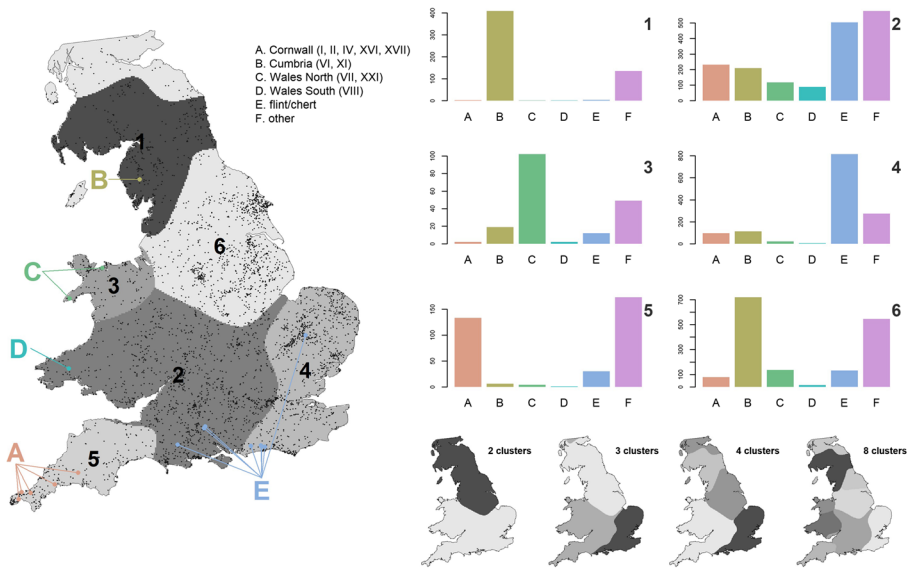 A. Cornwall (I, II, IV, XVI, XVII)
B. Cumbria (VI, XI)
C. Wales North (VII, XXI)
D. Wales South (VIII)
E. flint/chert
F. other
1
B
6
C
3
D
2
4
A
5
E
1
400
300
200
100
0
A B C D E F
2
500
400
300
200
100
0
A B C D E F
3
100
80
60
40
20
0
A B C D E F
4
800
600
400
200
0
A B C D E F
5
150
100
50
0
A B C D E F
6
700
500
300
100
0
A B C D E F
2 clusters
3 clusters
4 clusters
8 clusters